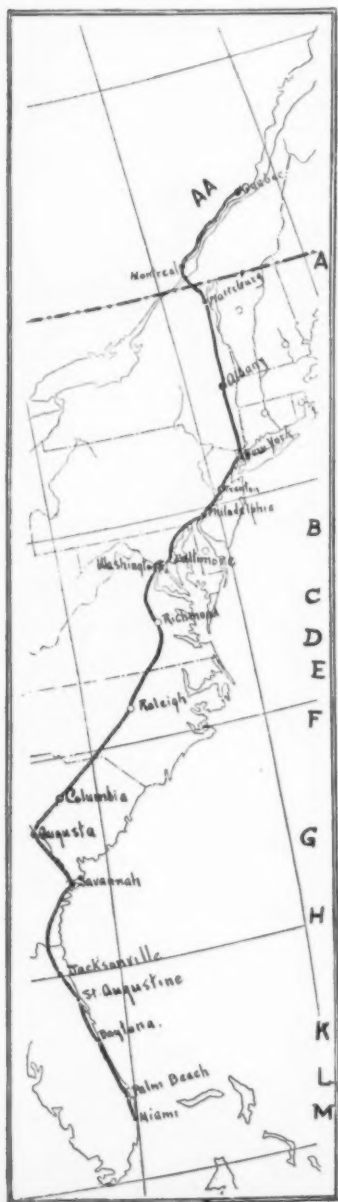 AA
Quebec
A
Montreal
Plattsburg
Albany
New York
Trenton
Philadelphia
B
Baltimore
Washington
C
Richmond
D
E
Raleigh
F
Columbia
Augusta
G
Savannah
H
Jacksonville
St Augustine
Daytona.
K
Palm Beach
L
Miami
M